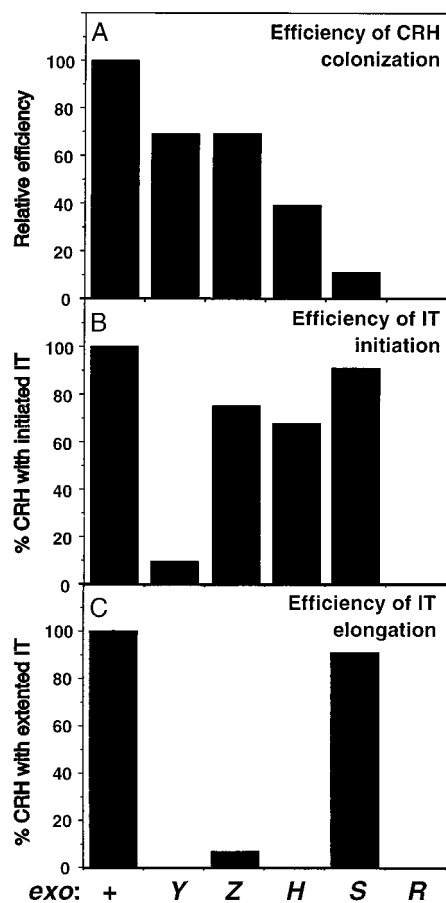 A
Efficiency of CRH
colonization
Relative efficiency
100
80
60
40
20
0
B
Efficiency of IT
initiation
% CRH with initiated IT
100
80
60
40
20
0
C
Efficiency of IT
elongation
% CRH with extented IT
100
80
60
40
20
0
exo: + Y Z H S R